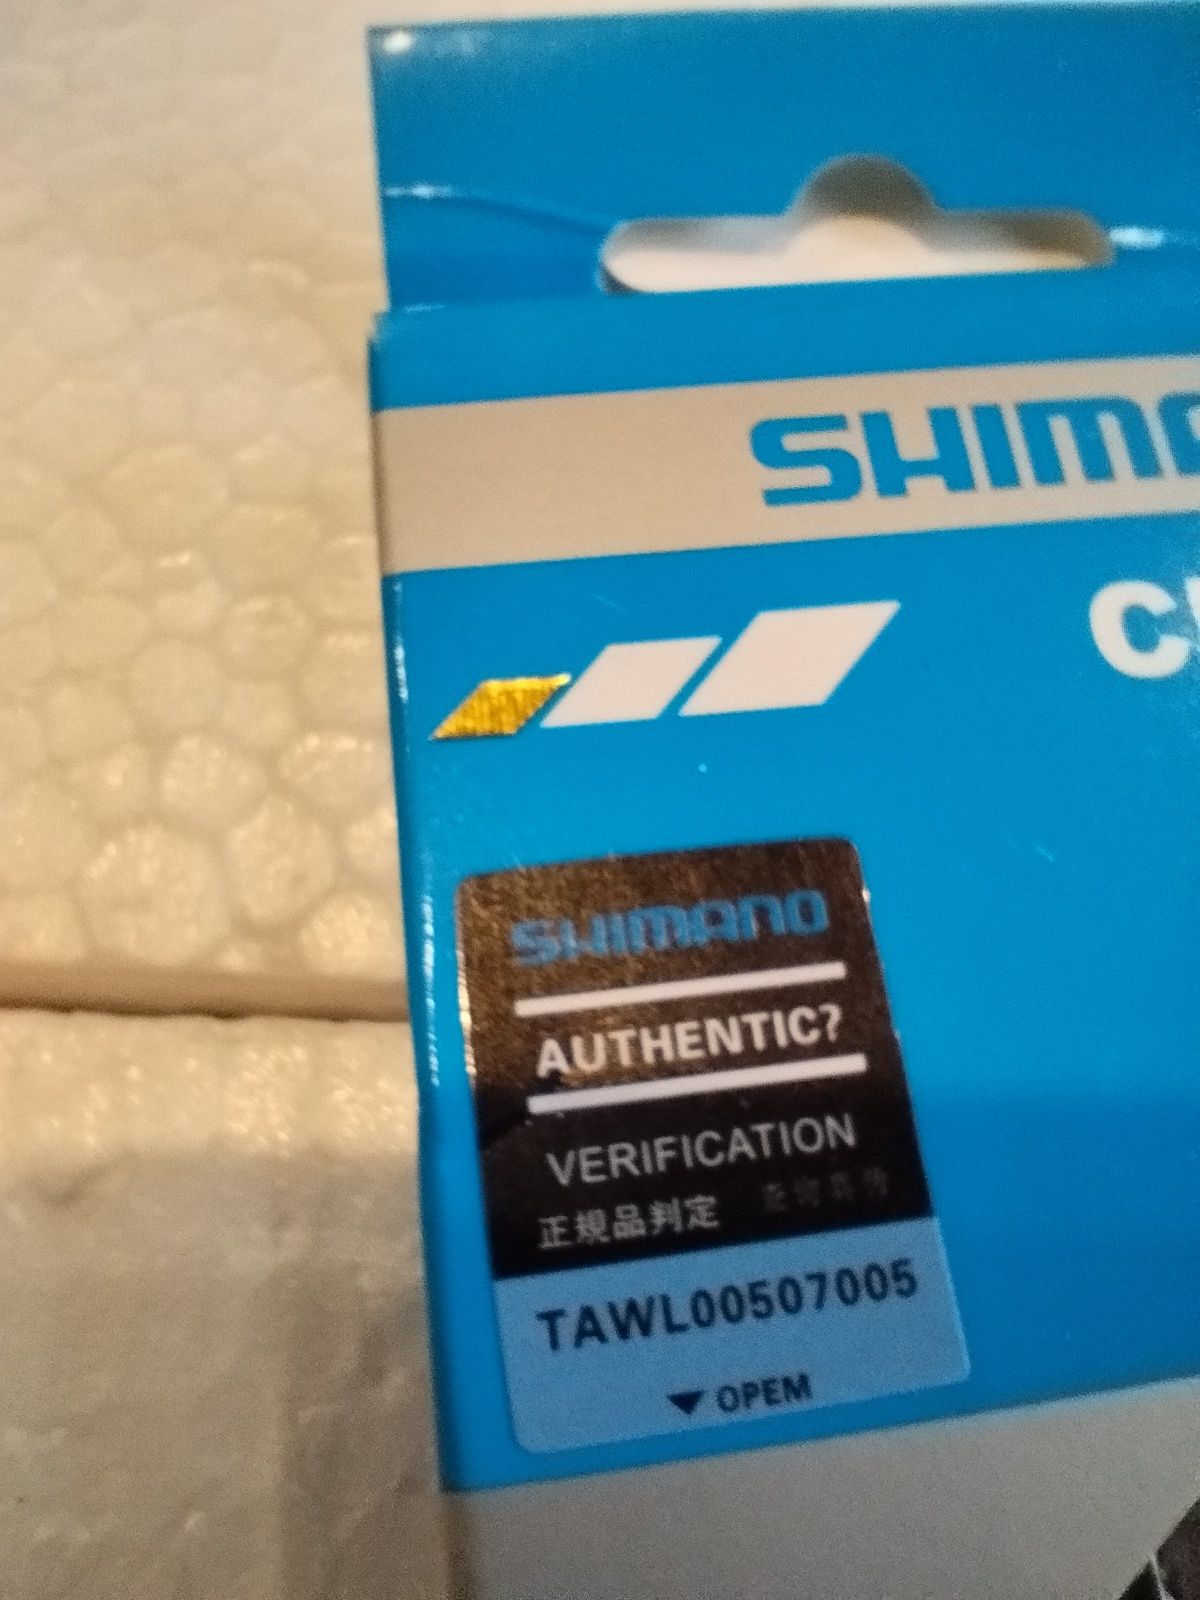 SHIMA
C
SHIMANO
AUTHENTIC?
VERIFICATION
正規品判定
TAWL00507005
▼ OPEM